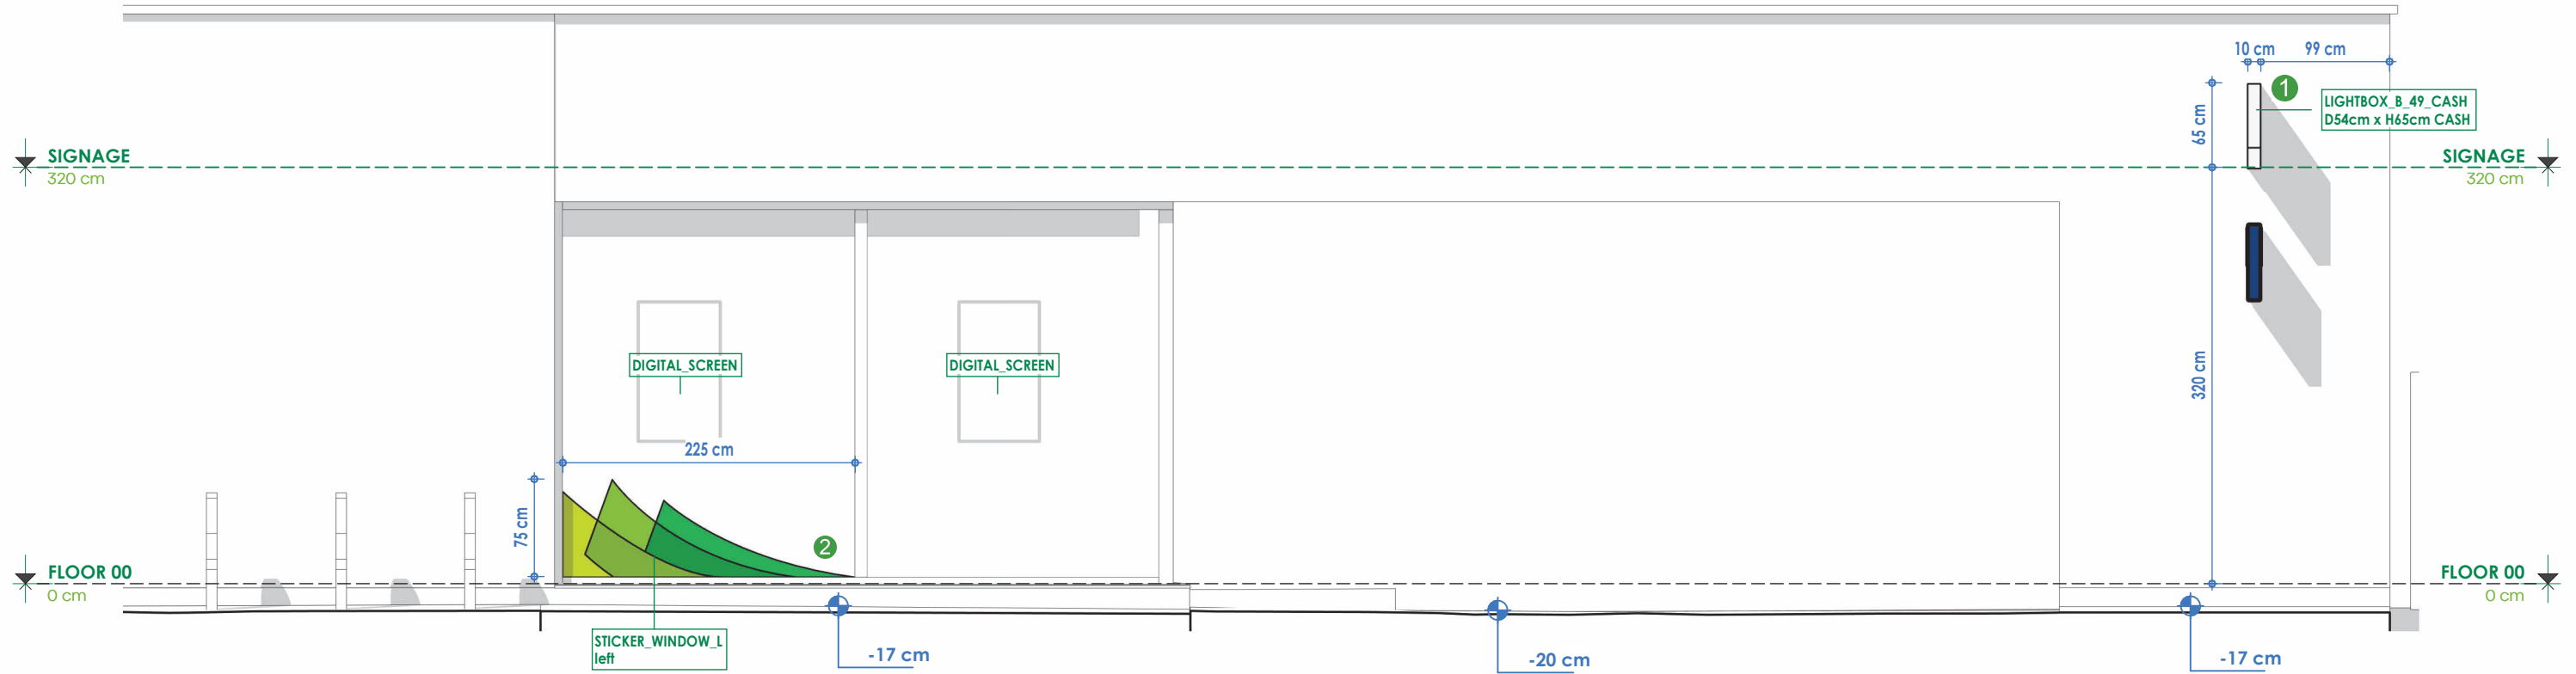 10 cm 99 cm
1
LIGHTBOX_B_49_CASH
D54cm x H65cm CASH
65 cm
SIGNAGE
320 cm
SIGNAGE
320 cm
DIGITAL_SCREEN
DIGITAL_SCREEN
320 cm
225 cm
75 cm
2
FLOOR 00
0 cm
FLOOR 00
0 cm
STICKER_WINDOW_L
left
-17 cm
-20 cm
-17 cm